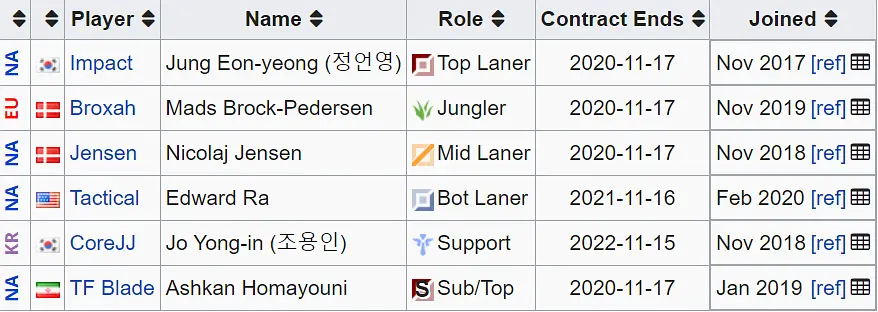 Player Name Role Contract Ends Joined
NA Impact Jung Eon-yeong (정언영) Top Laner 2020-11-17 Nov 2017 [ref]
EU Broxah Mads Brock-Pedersen Jungler 2020-11-17 Nov 2019 [ref]
NA Jensen Nicolaj Jensen Mid Laner 2020-11-17 Nov 2018 [ref]
NA Tactical Edward Ra Bot Laner 2021-11-16 Feb 2020 [ref]
KR CoreJJ Jo Yong-in (조용인) Support 2022-11-15 Nov 2018 [ref]
NA TF Blade Ashkan Homayouni S Sub/Top 2020-11-17 Jan 2019 [ref]